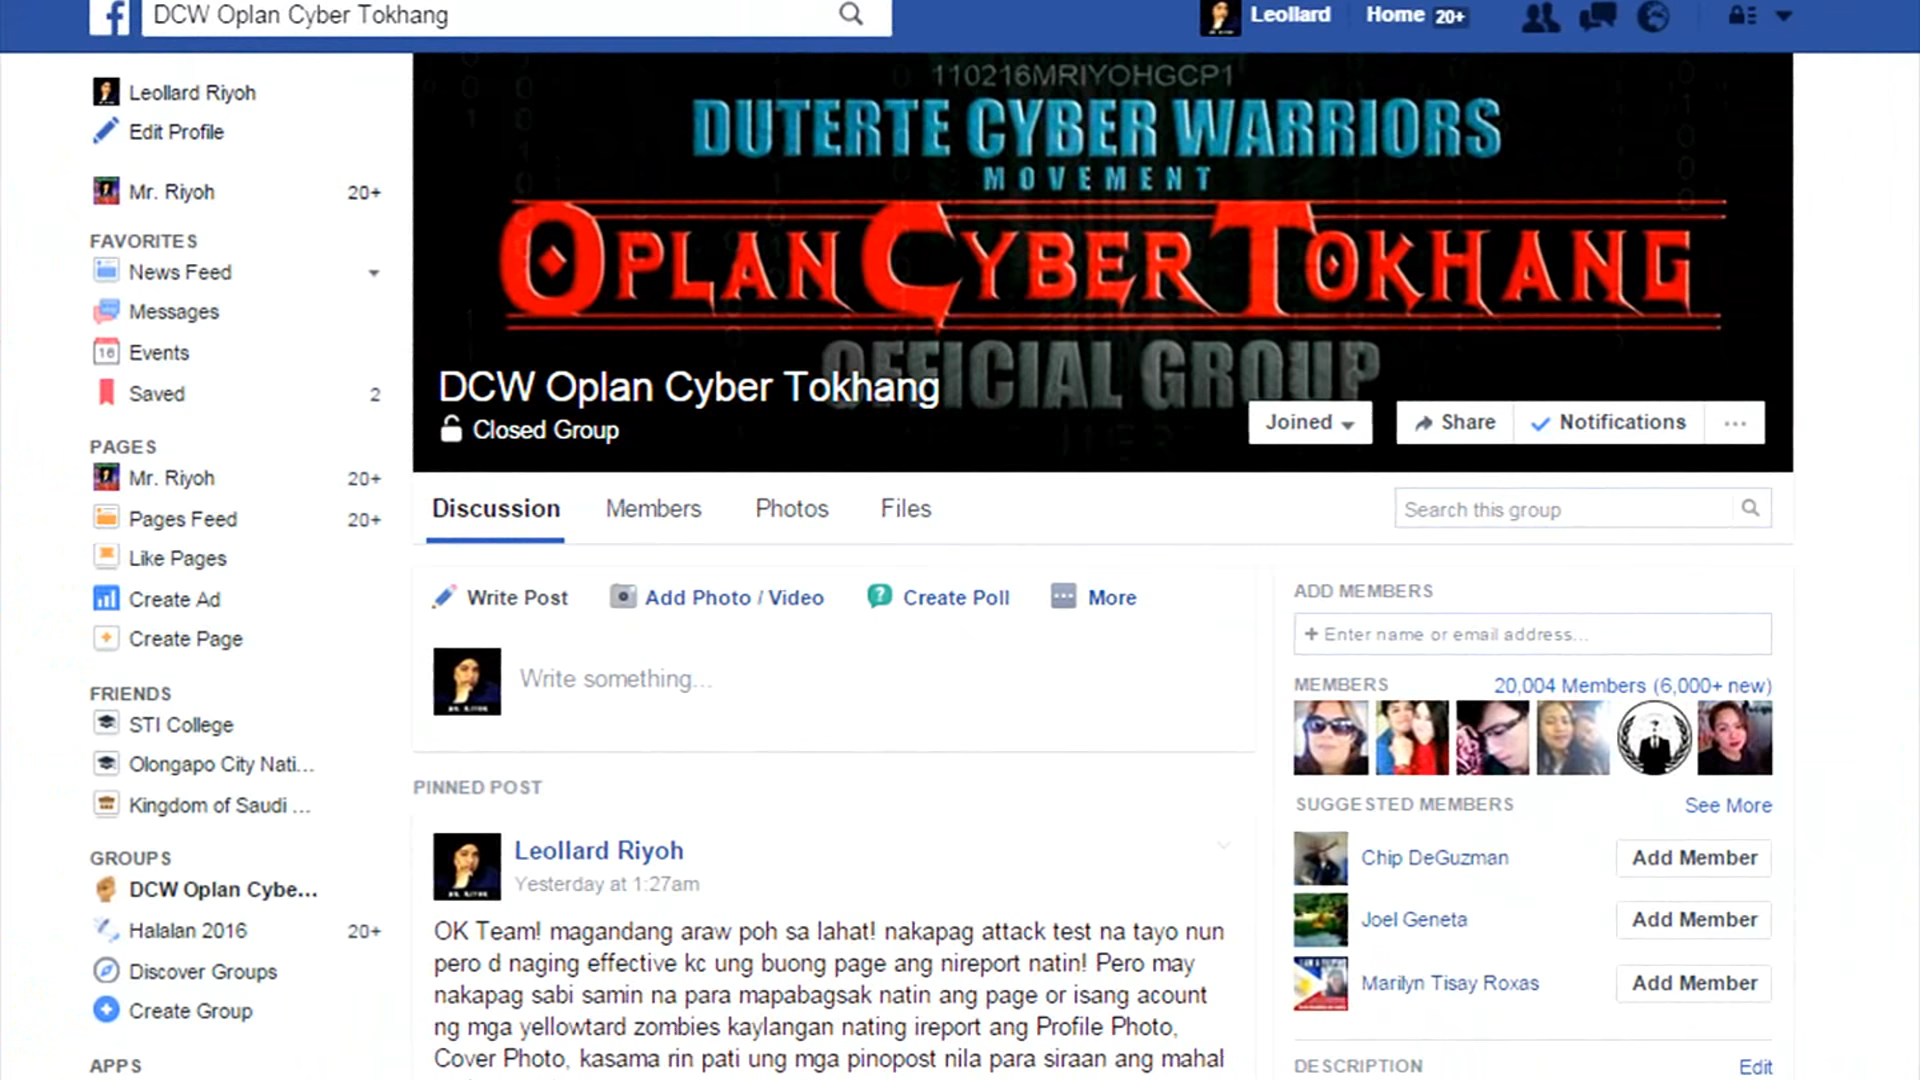 DCW Oplan Cyber Tokhang
Leollard
Home 20+
Leollard Riyoh
Edit Profile
Mr. Riyoh 20+
FAVORITES
News Feed
Messages
16 Events
Saved 2
PAGES
Mr. Riyoh 20+
Pages Feed 20+
Like Pages
Create Ad
Create Page
FRIENDS
STI College
Olongapo City Nati...
Kingdom of Saudi ...
GROUPS
DCW Oplan Cybe...
Halalan 2016 20+
Discover Groups
Create Group
APPS
110216MRIYOHGCP1
DUTERTE CYBER WARRIORS
MOVEMENT
OPLAN CYBER TOKHANG
OFFICIAL GROUP
DCW Oplan Cyber Tokhang
Closed Group
Joined
Share
Notifications
...
Discussion Members Photos Files
Search this group
Write Post Add Photo / Video Create Poll More
Write something...
PINNED POST
Leollard Riyoh
Yesterday at 1:27am
OK Team! magandang araw poh sa lahat! nakapag attack test na tayo nun
pero d naging effective kc ung buong page ang nireport natin! Pero may
nakapag sabi samin na para mapabagsak natin ang page or isang acount
ng mga yellowtard zombies kaylangan nating ireport ang Profile Photo,
Cover Photo, kasama rin pati ung mga pinopost nila para siraan ang mahal
ADD MEMBERS
+ Enter name or email address...
MEMBERS 20,004 Members (6,000+ new)
SUGGESTED MEMBERS See More
Chip DeGuzman Add Member
Joel Geneta Add Member
Marilyn Tisay Roxas Add Member
DESCRIPTION Edit